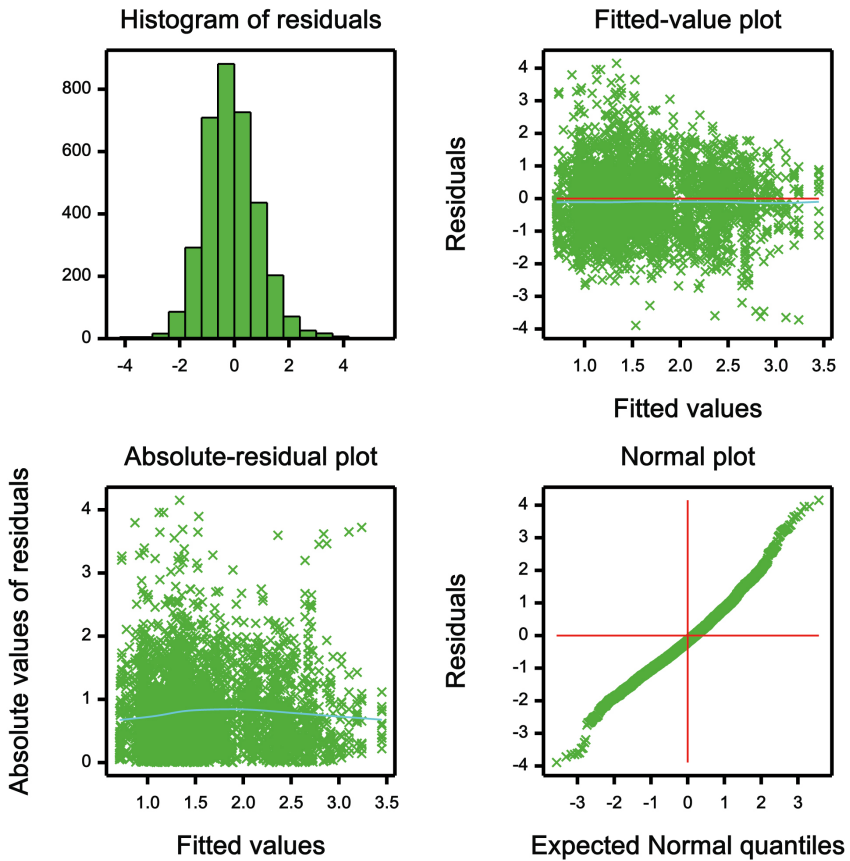 Histogram of residuals
800
600
400
200
0
-4 -2 0 2 4
Fitted-value plot
Residuals
4
3
2
1
0
-1
-2
-3
-4
1.0 1.5 2.0 2.5 3.0 3.5
Fitted values
Absolute-residual plot
Absolute values of residuals
4
3
2
1
0
1.0 1.5 2.0 2.5 3.0 3.5
Fitted values
Normal plot
Residuals
4
3
2
1
0
-1
-2
-3
-4
-3 -2 -1 0 1 2 3
Expected Normal quantiles